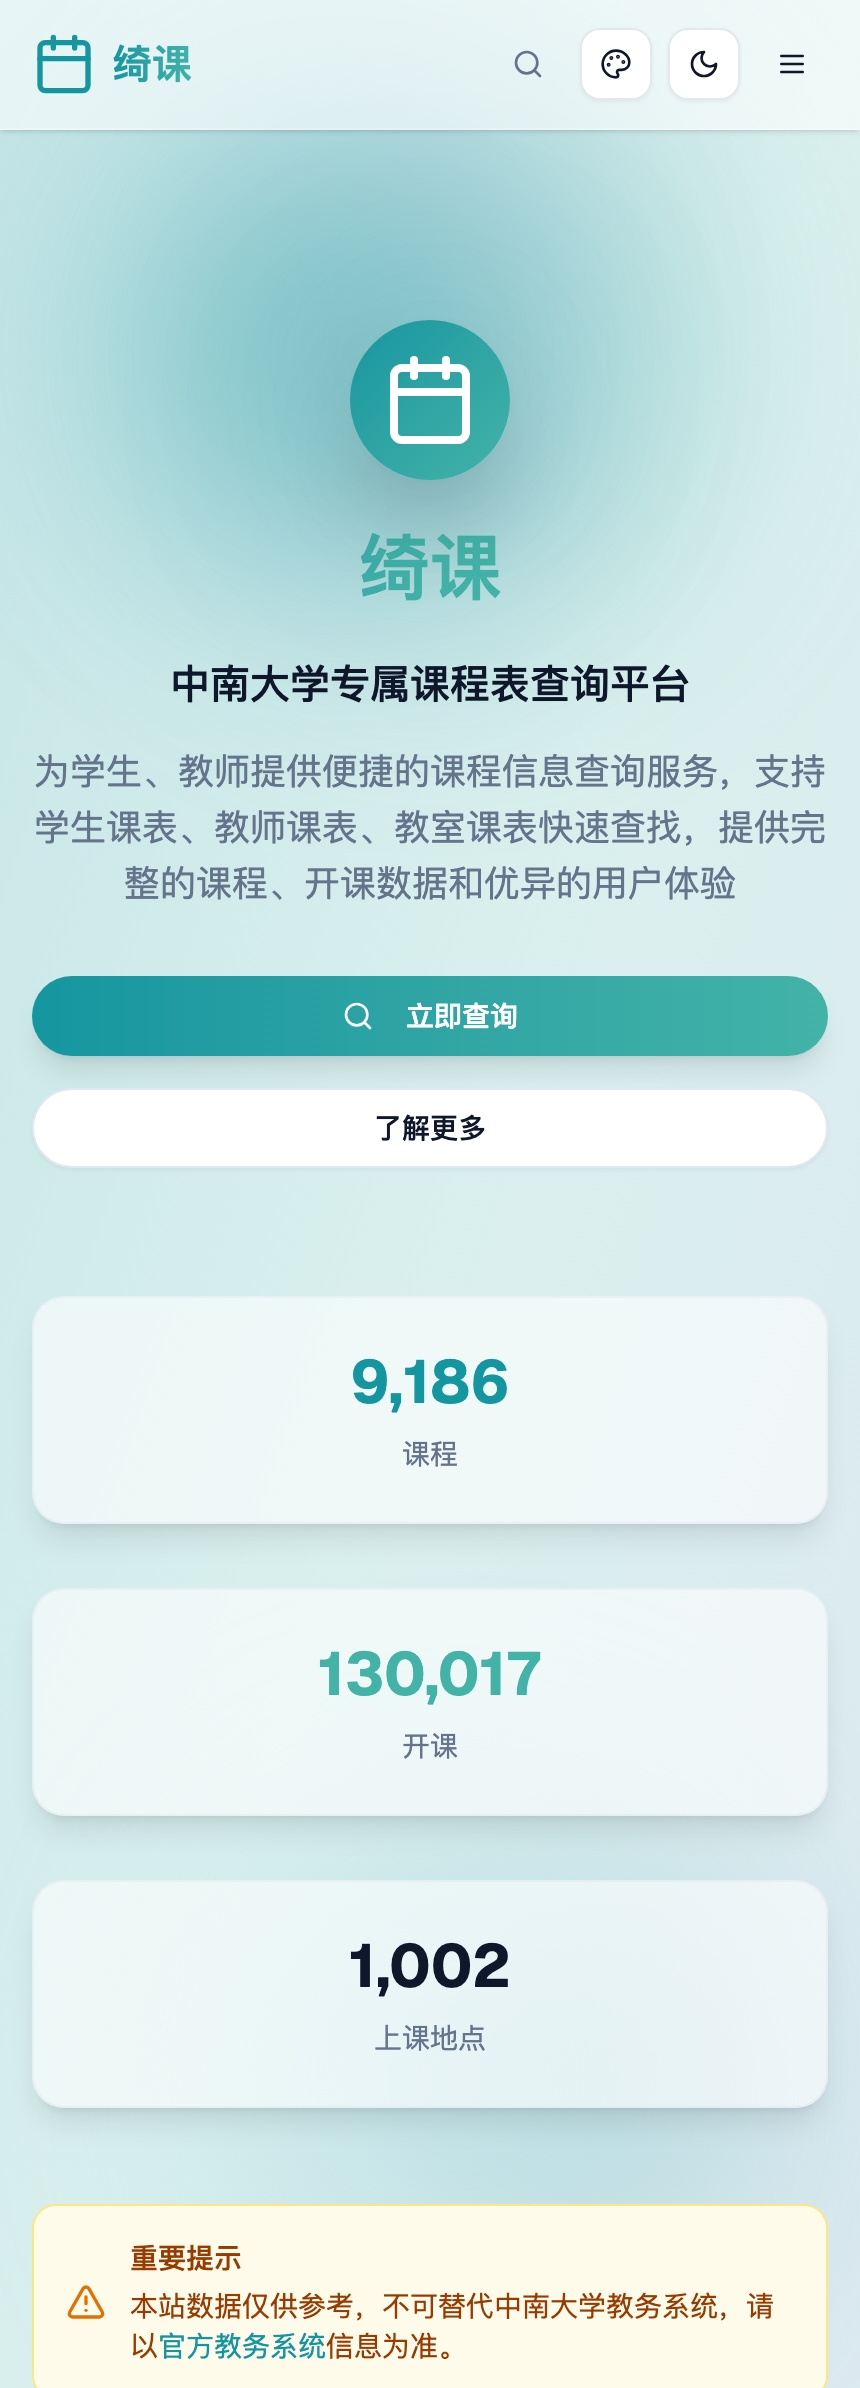 绮课
绮课
中南大学专属课程表查询平台
为学生、教师提供便捷的课程信息查询服务，支持
学生课表、教师课表、教室课表快速查找，提供完
整的课程、开课数据和优异的用户体验
立即查询
了解更多
9,186
课程
130,017
开课
1,002
上课地点
重要提示
本站数据仅供参考，不可替代中南大学教务系统，请
以官方教务系统信息为准。